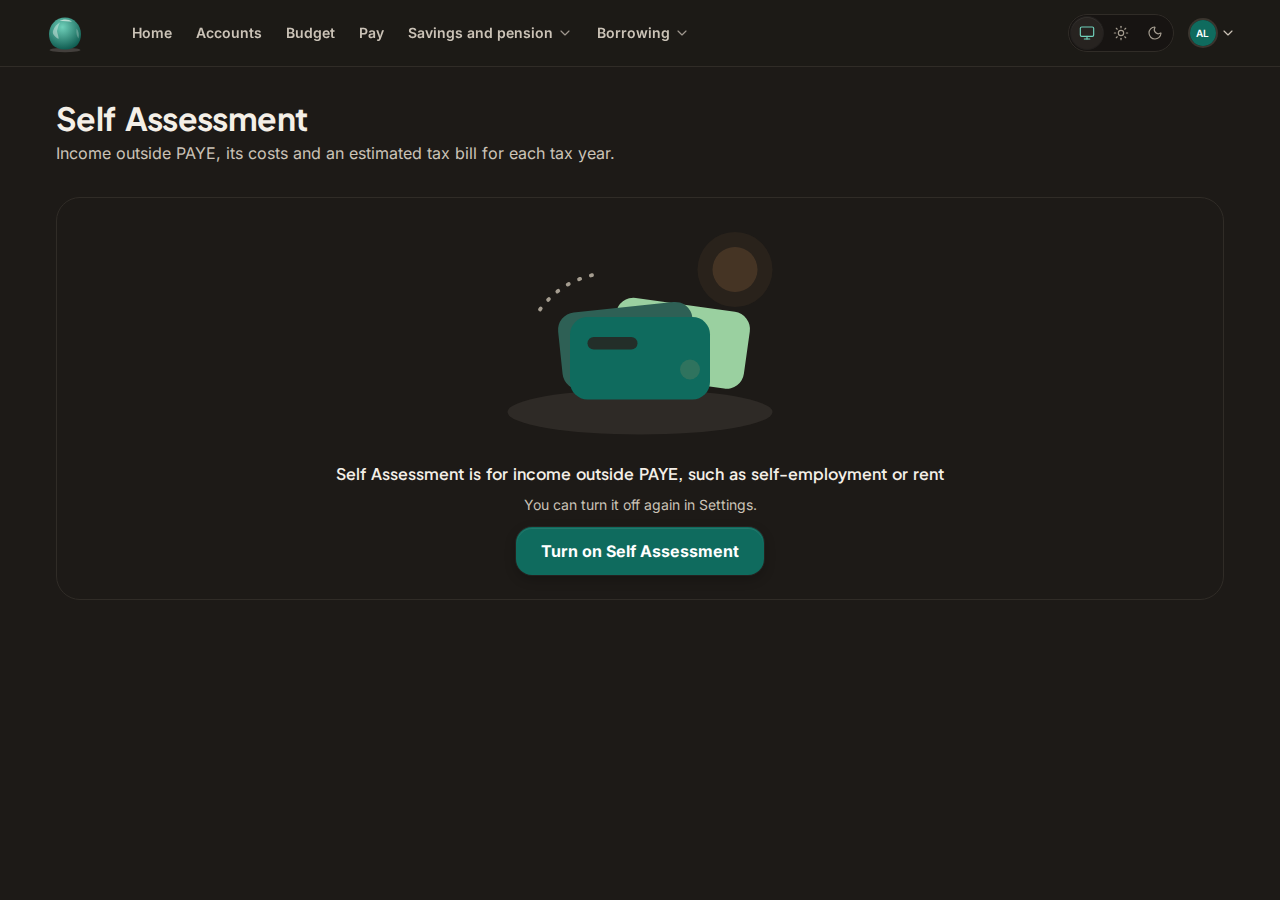 Home
Accounts
Budget
Pay
Savings and pension
Borrowing
AL
Self Assessment
Income outside PAYE, its costs and an estimated tax bill for each tax year.
Self Assessment is for income outside PAYE, such as self-employment or rent
You can turn it off again in Settings.
Turn on Self Assessment